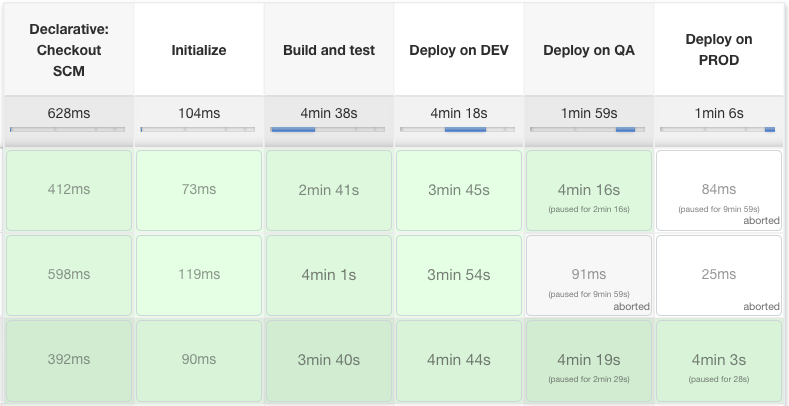 Declarative:
Checkout
SCM
Initialize
Build and test
Deploy on DEV
Deploy on QA
Deploy on
PROD
628ms
104ms
4min 38s
4min 18s
1min 59s
1min 6s
412ms
73ms
2min 41s
3min 45s
4min 16s
(paused for 2min 16s)
84ms
(paused for 9min 59s)
aborted
598ms
119ms
4min 1s
3min 54s
91ms
(paused for 9min 59s)
aborted
25ms
aborted
392ms
90ms
3min 40s
4min 44s
4min 19s
(paused for 2min 29s)
4min 3s
(paused for 28s)